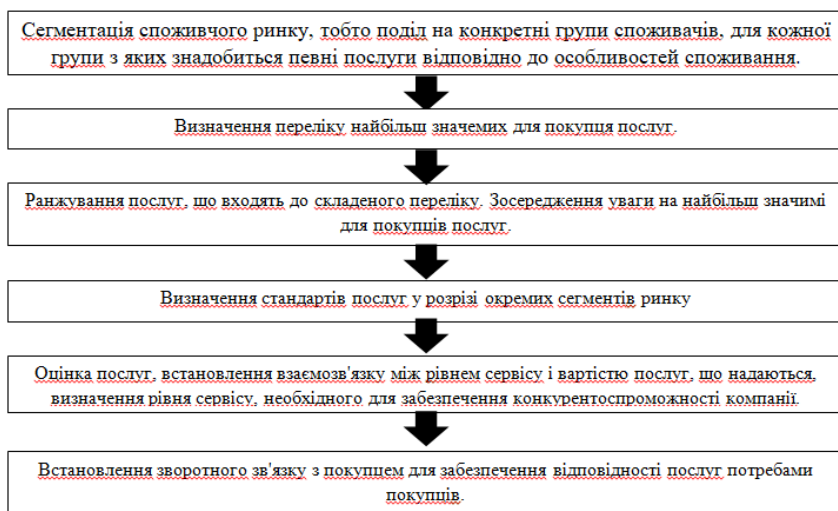 Сегментація споживчого ринку, тобто поділ на конкретні групи споживачів, для кожної
групи з яких знадобиться певні послуги відповідно до особливостей споживання.
Визначення переліку найбільш значемих для покупця послуг.
Ранжування послуг, що входять до складеного переліку. Зосередження уваги на найбільш значимі
для покупців послуг.
Визначення стандартів послуг у розрізі окремих сегментів ринку
Оцінка послуг, встановлення взаємозв'язку між рівнем сервісу і вартістю послуг, що надаються,
визначення рівня сервісу, необхідного для забезпечення конкурентоспроможності компанії.
Встановлення зворотного зв'язку з покупцем для забезпечення відповідності послуг потребами
покупців.